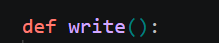 def write():